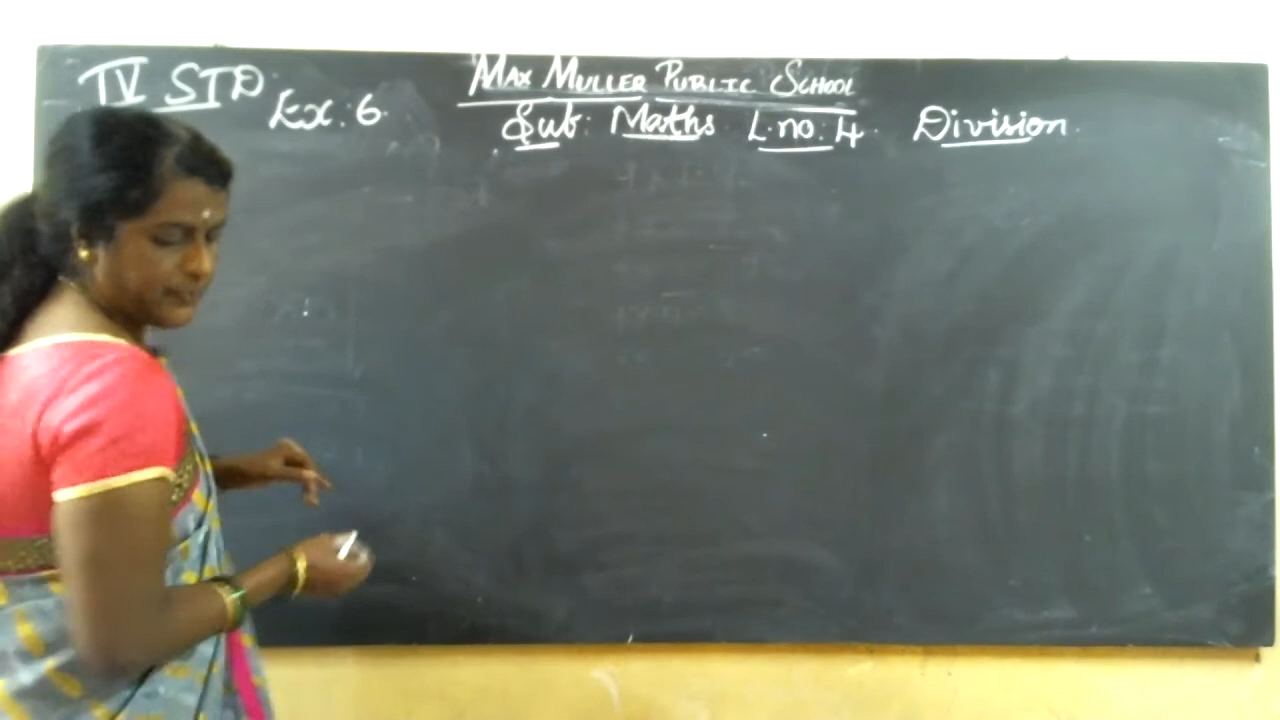 MAX MULLER PUBLIC SCHOOL
IV STD Ex: 6. Sub: Maths L.no: 4. Division.